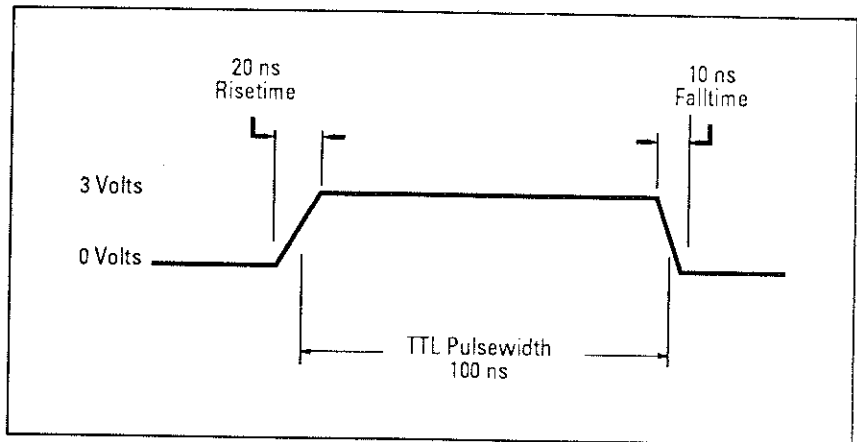 20 ns
Risetime
10 ns
Falltime
3 Volts
0 Volts
TTL Pulsewidth
100 ns